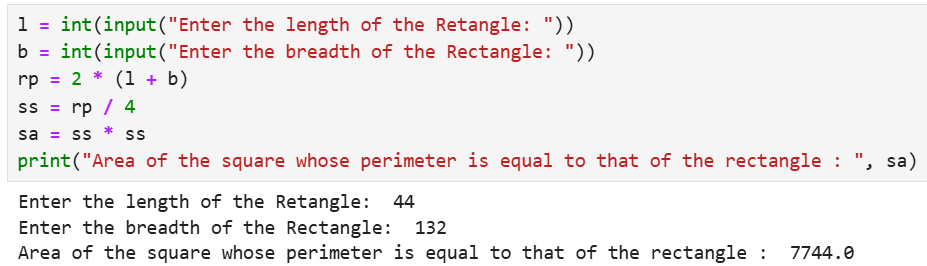 l = int(input("Enter the length of the Retangle: "))
b = int(input("Enter the breadth of the Rectangle: "))
rp = 2 * (l + b)
ss = rp / 4
sa = ss * ss
print("Area of the square whose perimeter is equal to that of the rectangle : ", sa)
Enter the length of the Retangle:  44
Enter the breadth of the Rectangle:  132
Area of the square whose perimeter is equal to that of the rectangle :  7744.0